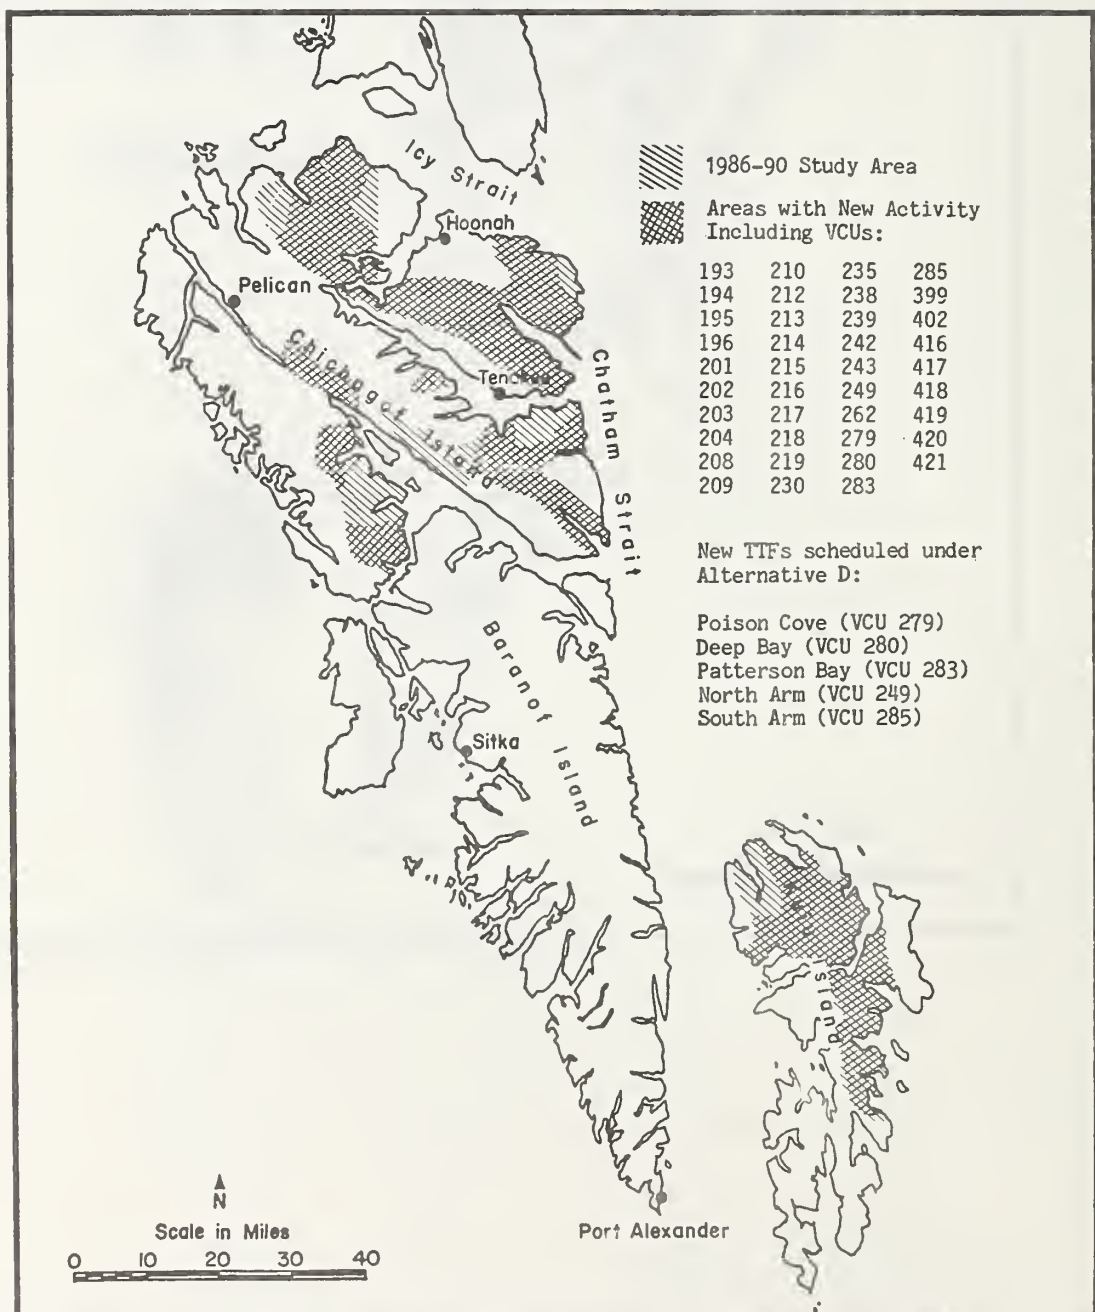 Icy Strait
Hoonah
Pelican
Chichagof Island
Chatham Strait
1986-90 Study Area
Areas with New Activity
Including VCUs:
193 210 235 285
194 212 238 399
195 213 239 402
196 214 242 416
201 215 243 417
202 216 249 418
203 217 262 419
204 218 279 420
208 219 280 421
209 230 283
New TTFs scheduled under
Alternative D:
Poison Cove (VCU 279)
Deep Bay (VCU 280)
Patterson Bay (VCU 283)
North Arm (VCU 249)
South Arm (VCU 285)
Baranof Island
Sitka
Island
N
Scale in Miles
0 10 20 30 40
Port Alexander